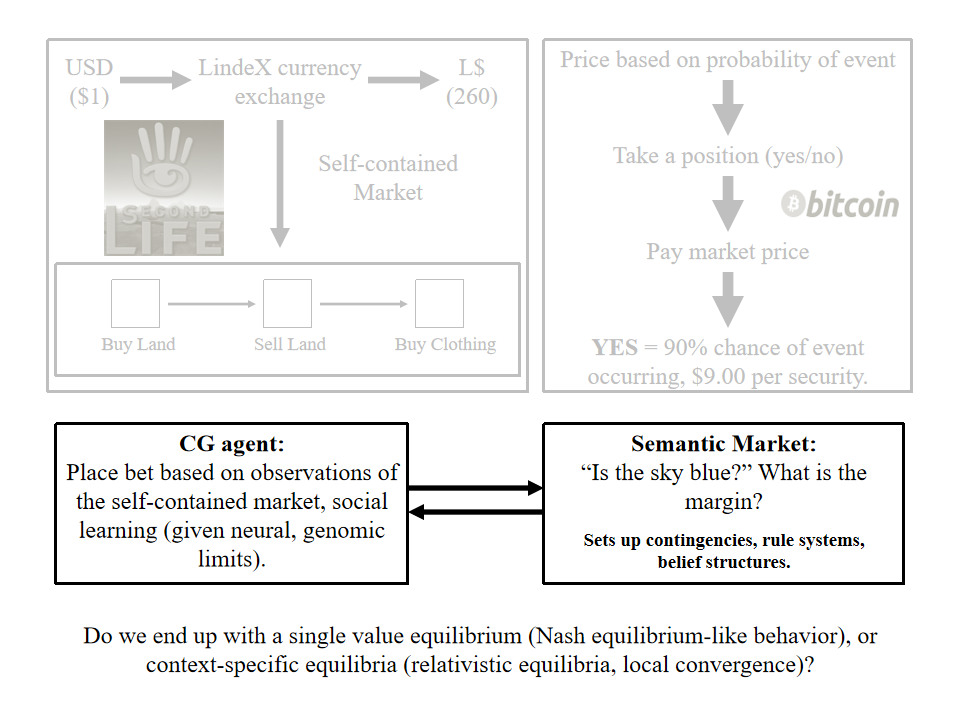 USD
($1)
LindeX currency
exchange
L$
(260)
SECOND
LIFE
Self-contained
Market
Buy Land
Sell Land
Buy Clothing
Price based on probability of event
Take a position (yes/no)
bitcoin
Pay market price
YES = 90% chance of event
occurring, $9.00 per security.
CG agent:
Place bet based on observations of
the self-contained market, social
learning (given neural, genomic
limits).
Semantic Market:
“Is the sky blue?” What is the
margin?
Sets up contingencies, rule systems,
belief structures.
Do we end up with a single value equilibrium (Nash equilibrium-like behavior), or
context-specific equilibria (relativistic equilibria, local convergence)?